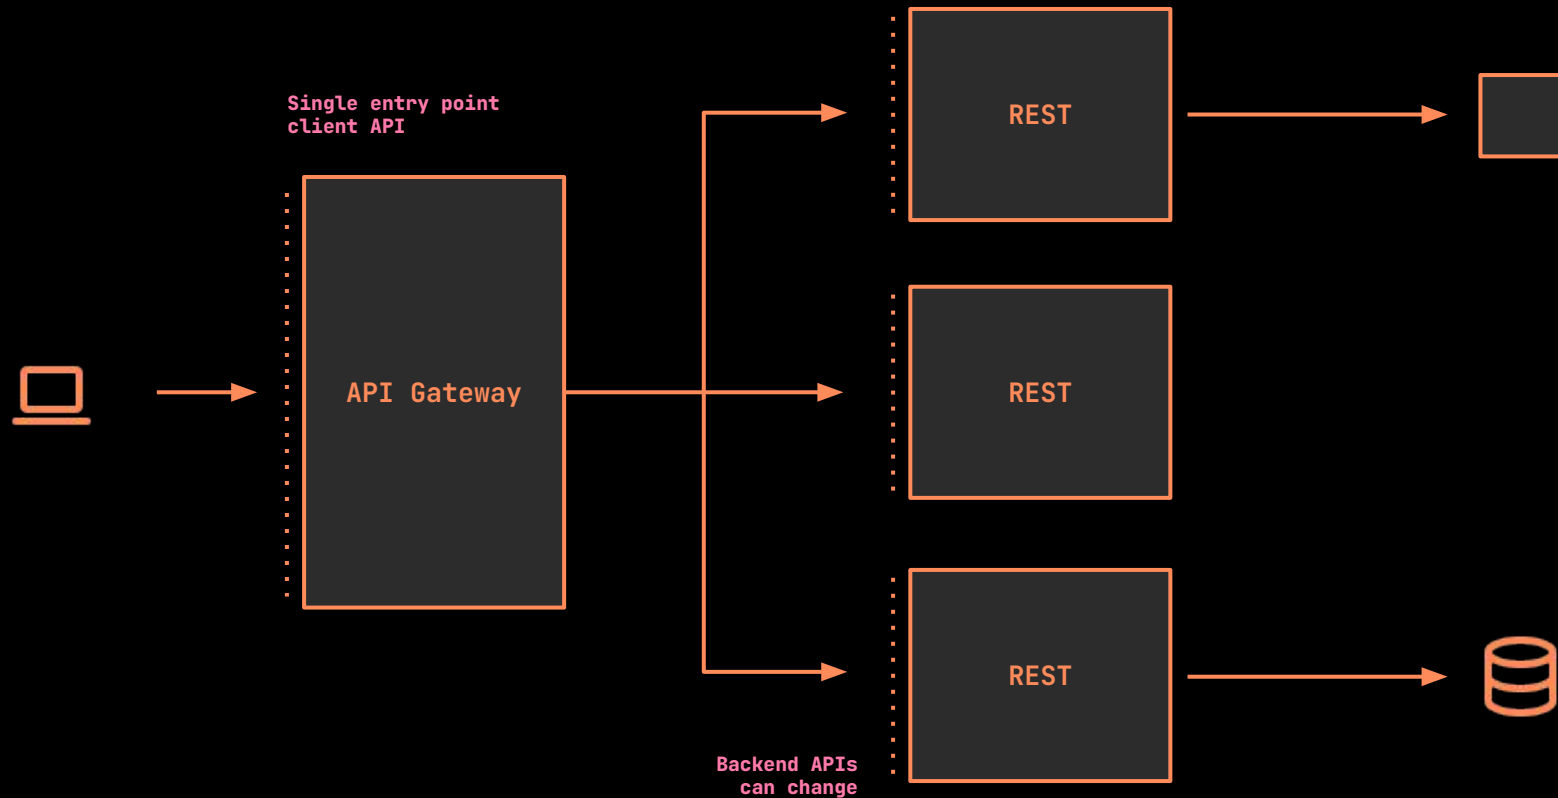 Single entry point
client API
API Gateway
REST
REST
REST
Backend APIs
can change